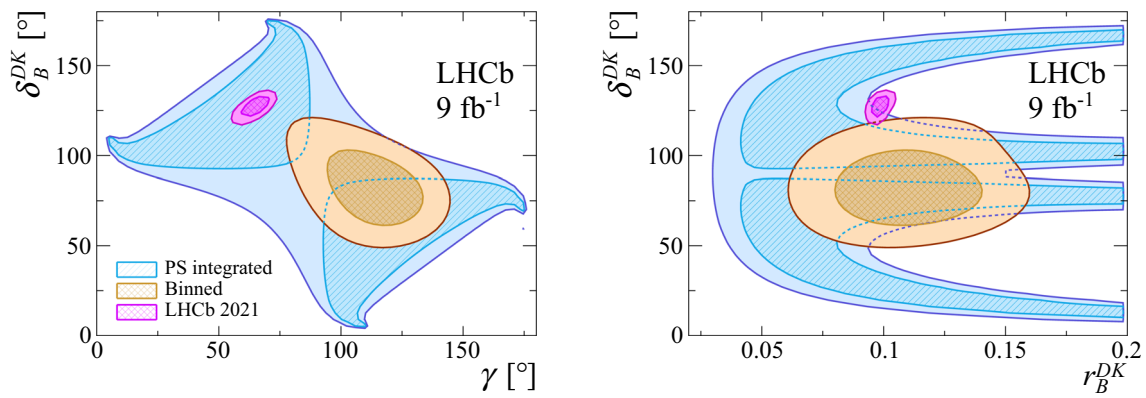 δ_B^{DK} [°]
150
100
50
0
LHCb
9 fb⁻¹
PS integrated
Binned
LHCb 2021
0 50 100 150
γ [°]
δ_B^{DK} [°]
150
100
50
0
LHCb
9 fb⁻¹
0.05 0.1 0.15 0.2
r_B^{DK}